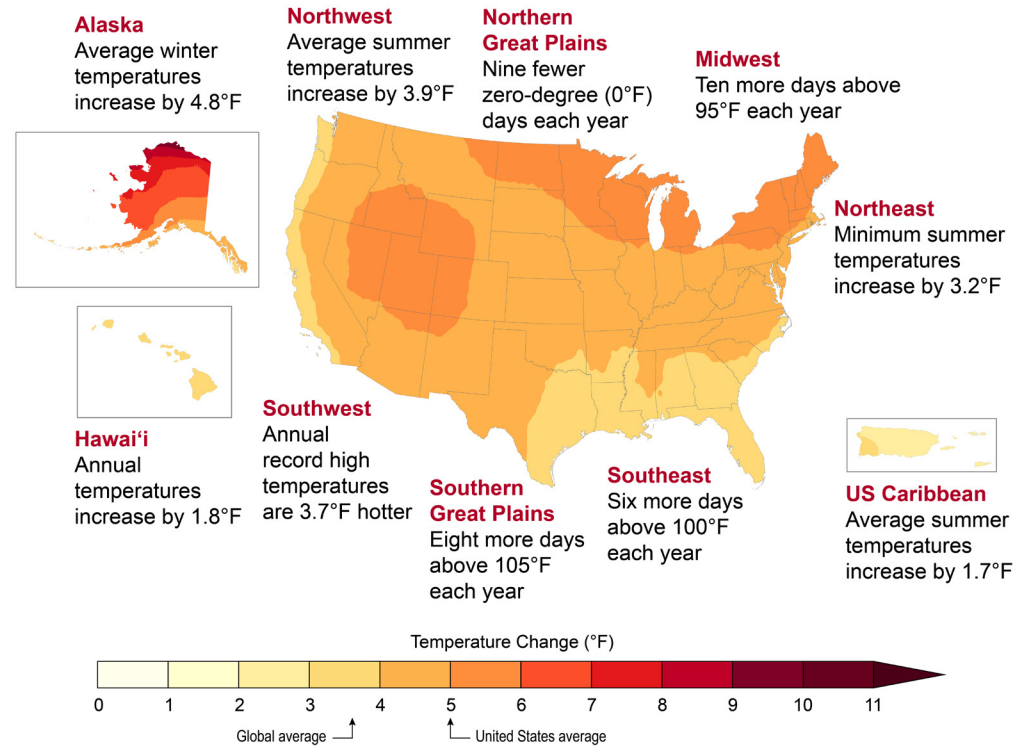 Alaska
Average winter
temperatures
increase by 4.8°F
Northwest
Average summer
temperatures
increase by 3.9°F
Northern
Great Plains
Nine fewer
zero-degree (0°F)
days each year
Midwest
Ten more days above
95°F each year
Northeast
Minimum summer
temperatures
increase by 3.2°F
Hawai‘i
Annual
temperatures
increase by 1.8°F
Southwest
Annual
record high
temperatures
are 3.7°F hotter
Southern
Great Plains
Eight more days
above 105°F
each year
Southeast
Six more days
above 100°F
each year
US Caribbean
Average summer
temperatures
increase by 1.7°F
Temperature Change (°F)
0 1 2 3 4 5 6 7 8 9 10 11
Global average
United States average